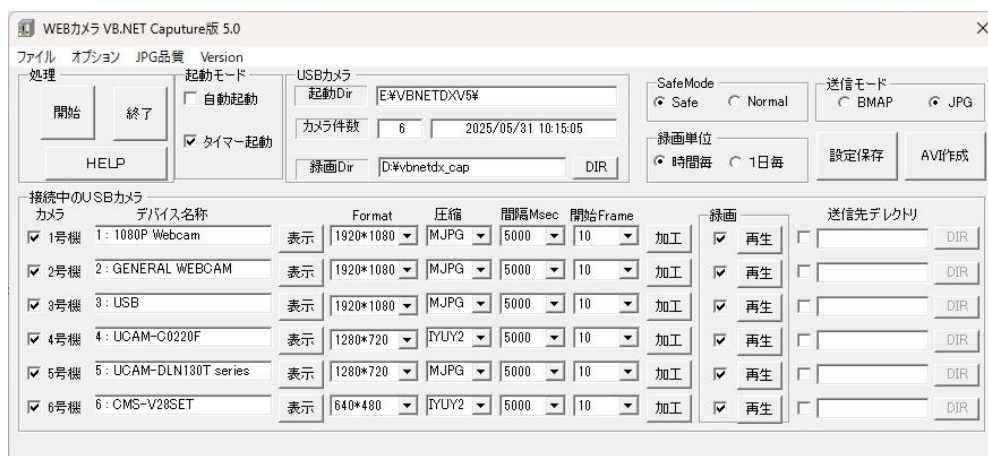 WEBカメラ VB.NET Caputure版 5.0
ファイル オプション JPG品質 Version
処理
開始 終了
HELP
起動モード
自動起動
タイマー起動
USBカメラ
起動Dir E:¥VBNETDXV5¥
カメラ件数 6 2025/05/31 10:15:05
録画Dir D:¥vbnetdx_cap DIR
SafeMode
Safe Normal
録画単位
時間毎 1日毎
送信モード
BMAP JPG
設定保存 AVI作成
接続中のUSBカメラ
カメラ デバイス名称 Format 圧縮 間隔Msec 開始Frame 録画 送信先デレクトリ
1号機 1 : 1080P Webcam 表示 1920*1080 MJPG 5000 10 加工 再生 DIR
2号機 2 : GENERAL WEBCAM 表示 1920*1080 MJPG 5000 10 加工 再生 DIR
3号機 3 : USB 表示 1920*1080 MJPG 5000 10 加工 再生 DIR
4号機 4 : UCAM-C0220F 表示 1280*720 IYUY2 5000 10 加工 再生 DIR
5号機 5 : UCAM-DLN130T series 表示 1280*720 MJPG 5000 10 加工 再生 DIR
6号機 6 : CMS-V28SET 表示 640*480 IYUY2 5000 10 加工 再生 DIR